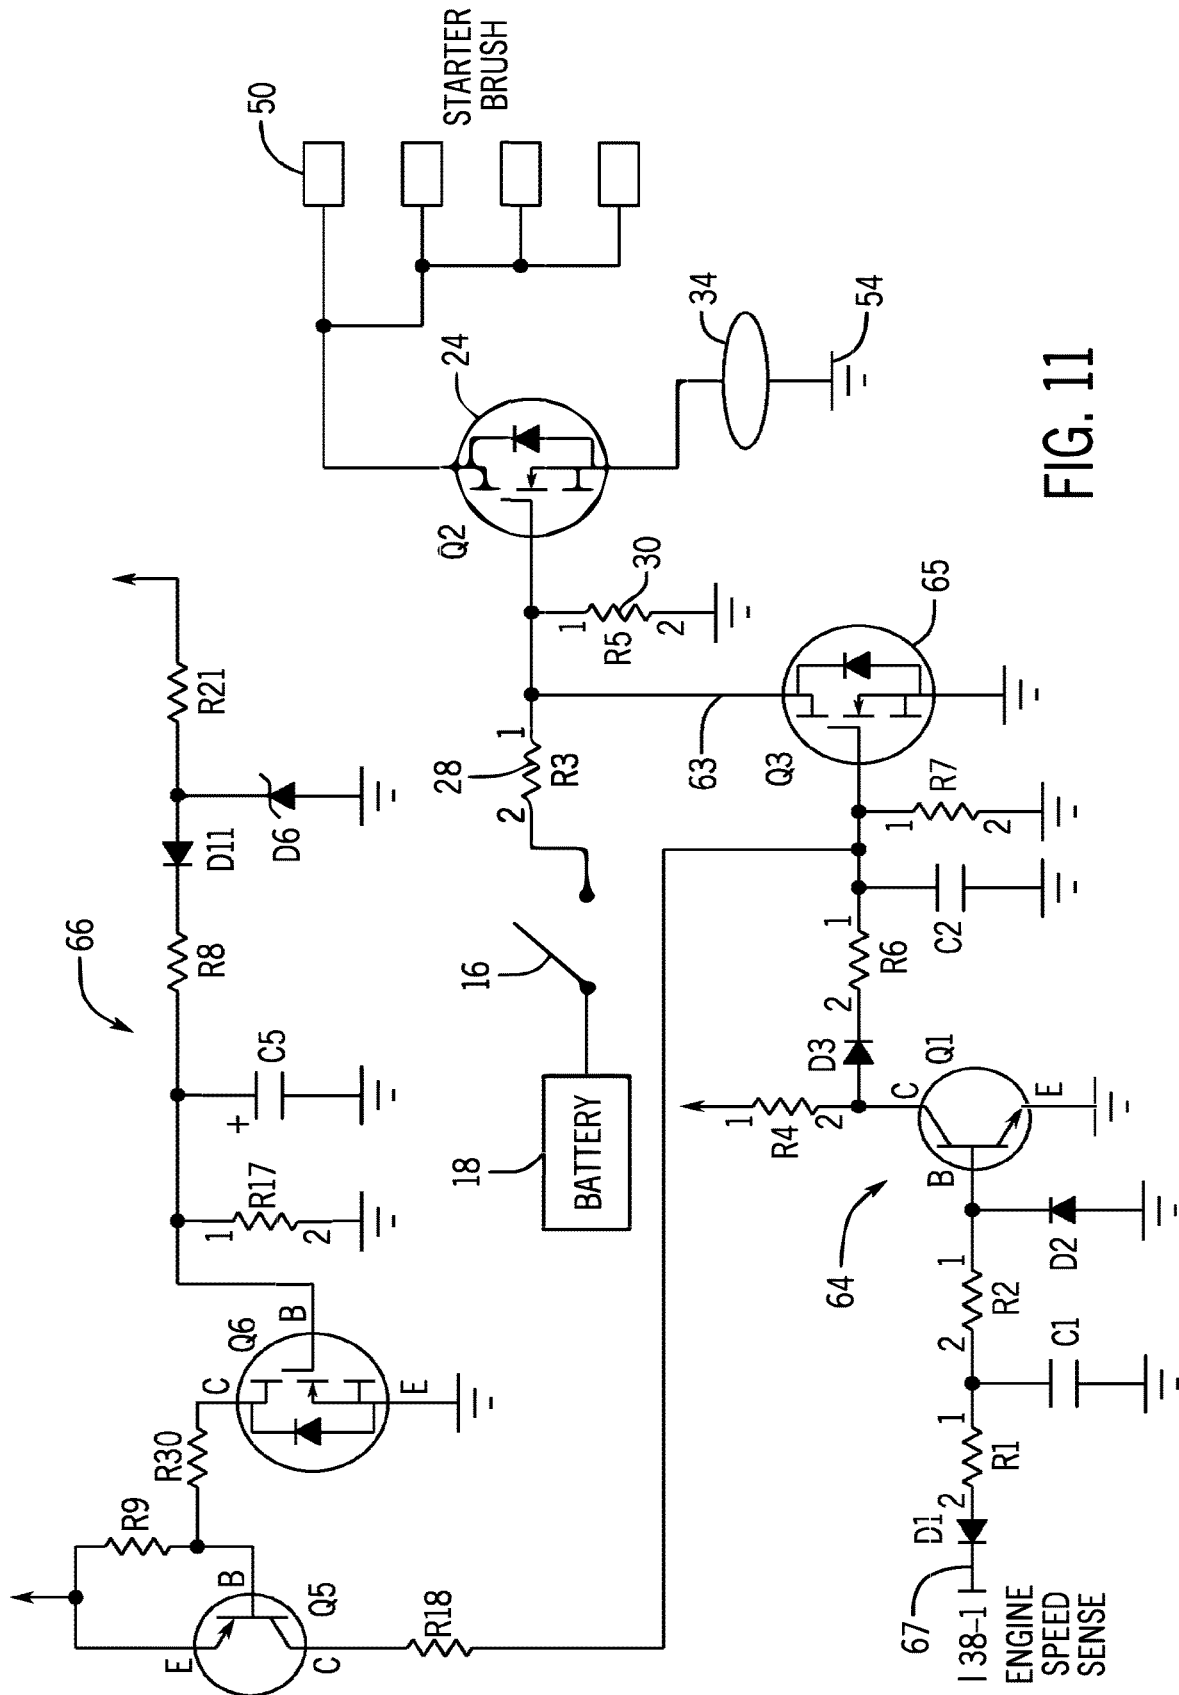 50
STARTER
BRUSH
24
Q2
34
54
66
R21
D11
D6
R8
C5
+
R17
1
2
30
R5
1
2
28
R3
1
2
16
18
BATTERY
63
65
Q3
R7
1
2
C2
R6
1
2
D3
R4
1
2
Q1
C
B
E
64
D2
R2
1
2
C1
R1
1
2
D1
67
I 38-1
ENGINE
SPEED
SENSE
Q6
C
B
E
R30
R9
Q5
E
B
C
R18
FIG. 11